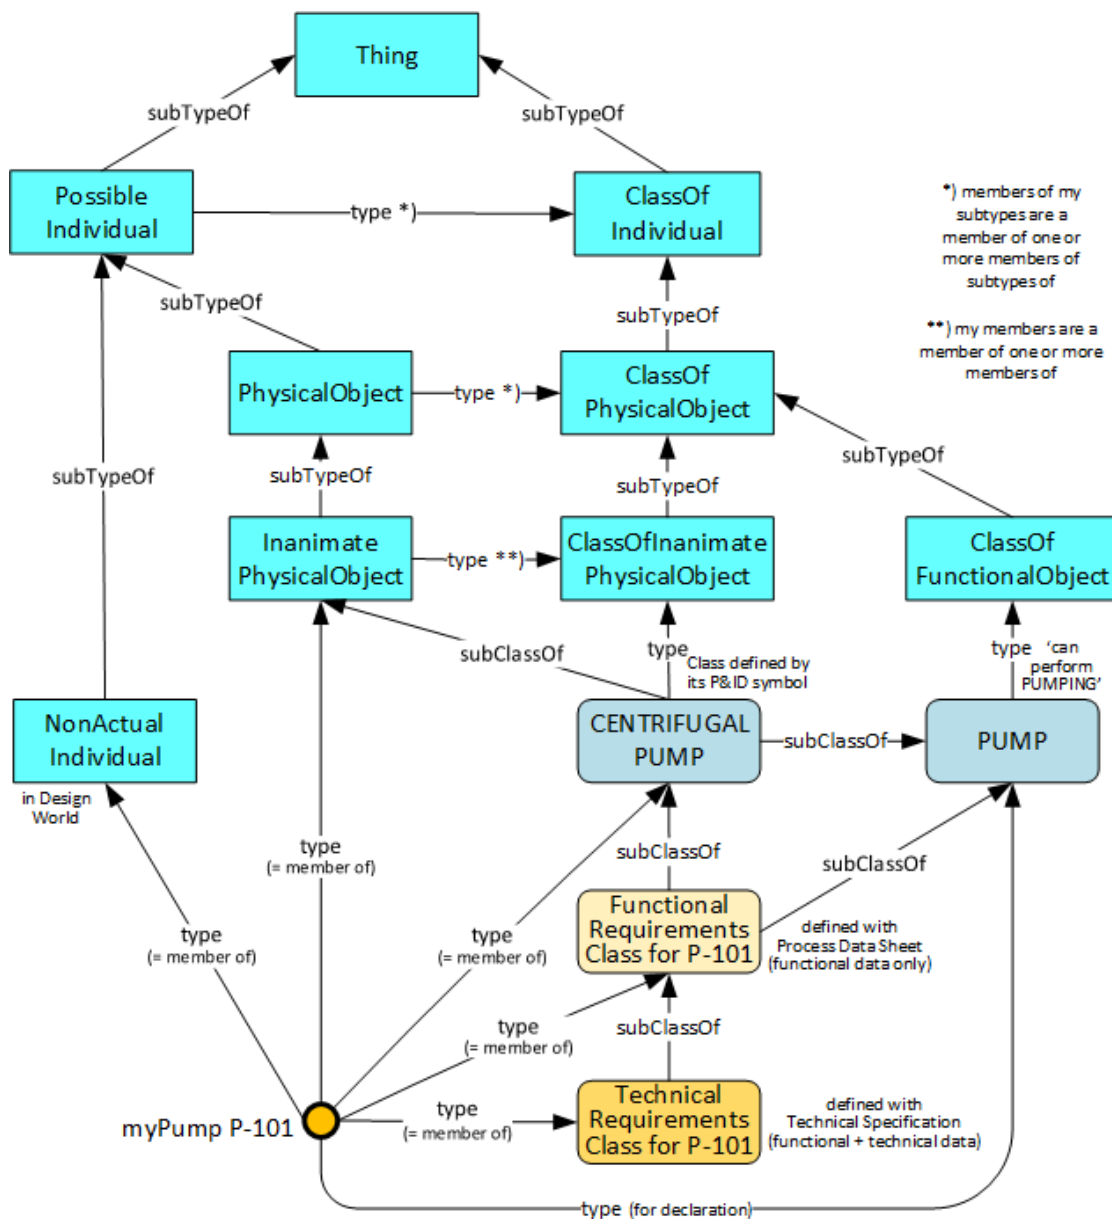 Thing
subTypeOf
subTypeOf
Possible
Individual
type *)
ClassOf
Individual
*) members of my
subtypes are a
member of one or
more members of
subtypes of
subTypeOf
subTypeOf
**) my members are a
member of one or more
members of
PhysicalObject
type *)
ClassOf
PhysicalObject
subTypeOf
subTypeOf
subTypeOf
subTypeOf
Inanimate
PhysicalObject
type **)
ClassOfInanimate
PhysicalObject
ClassOf
FunctionalObject
subClassOf
type
Class defined by
its P&ID symbol
type
'can
perform
PUMPING'
NonActual
Individual
in Design
World
CENTRIFUGAL
PUMP
subClassOf
PUMP
type
(= member of)
subClassOf
subClassOf
type
(= member of)
type
(= member of)
Functional
Requirements
Class for P-101
defined with
Process Data Sheet
(functional data only)
type
(= member of)
subClassOf
myPump P-101
type
(= member of)
Technical
Requirements
Class for P-101
defined with
Technical Specification
(functional + technical data)
type (for declaration)